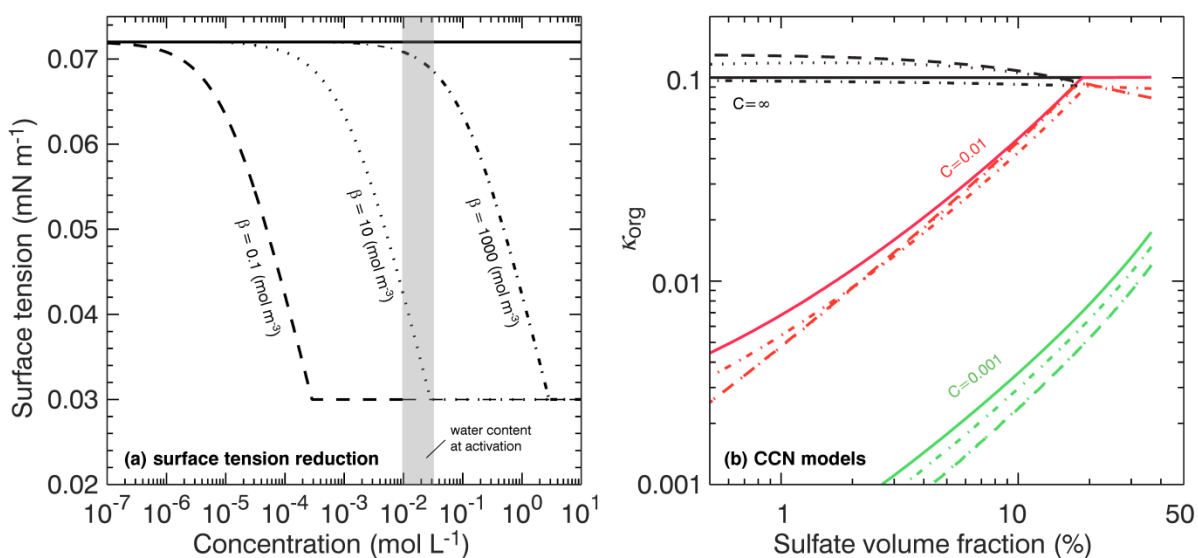 Surface tension (mN m-1)
0.07
0.06
0.05
0.04
0.03
0.02
β = 0.1 (mol m-3)
β = 10 (mol m-3)
β = 1000 (mol m-3)
water content
at activation
(a) surface tension reduction
10-7 10-6 10-5 10-4 10-3 10-2 10-1 100 101
Concentration (mol L-1)
κorg
0.1
0.01
0.001
C=∞
C=0.01
C=0.001
(b) CCN models
1 10 50
Sulfate volume fraction (%)